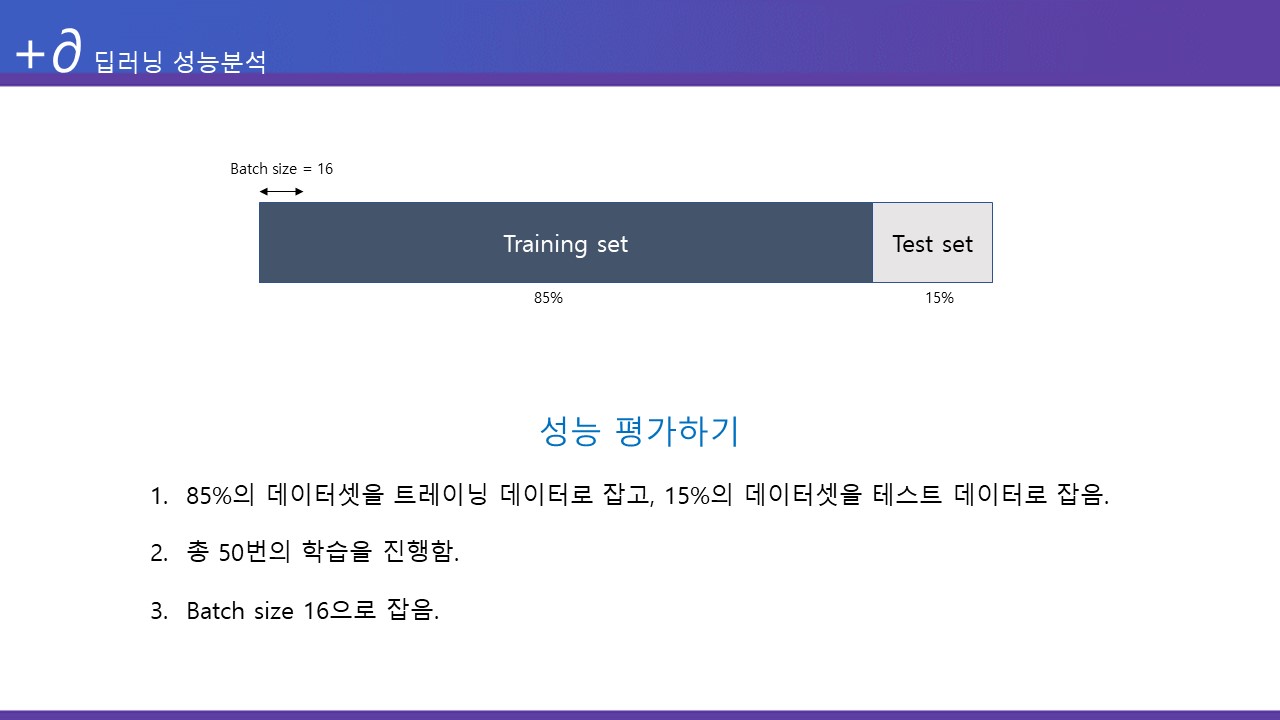 +∂ 딥러닝 성능분석
Batch size = 16
Training set
Test set
85%
15%
성능 평가하기
1. 85%의 데이터셋을 트레이닝 데이터로 잡고, 15%의 데이터셋을 테스트 데이터로 잡음.
2. 총 50번의 학습을 진행함.
3. Batch size 16으로 잡음.